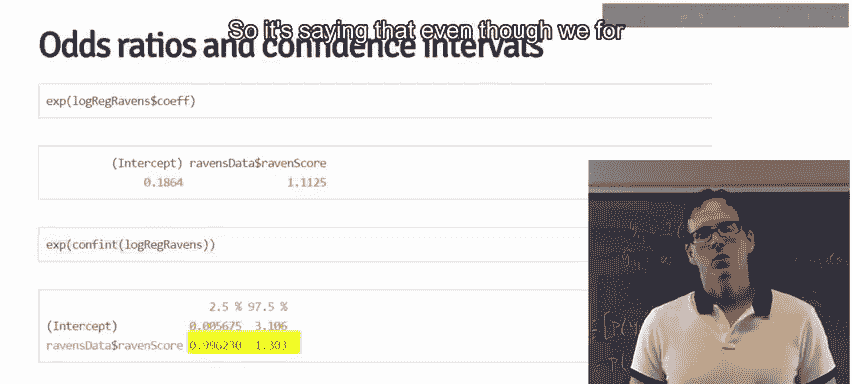 So it's saying that even though we for
Odds ratios and confidence intervals
exp(logRegRavens$coeff)
(Intercept) ravensData$ravenScore
0.1864 1.1125
exp(confint(logRegRavens))
2.5 % 97.5 %
(Intercept) 0.005675 3.106
ravensData$ravenScore 0.996230 1.303